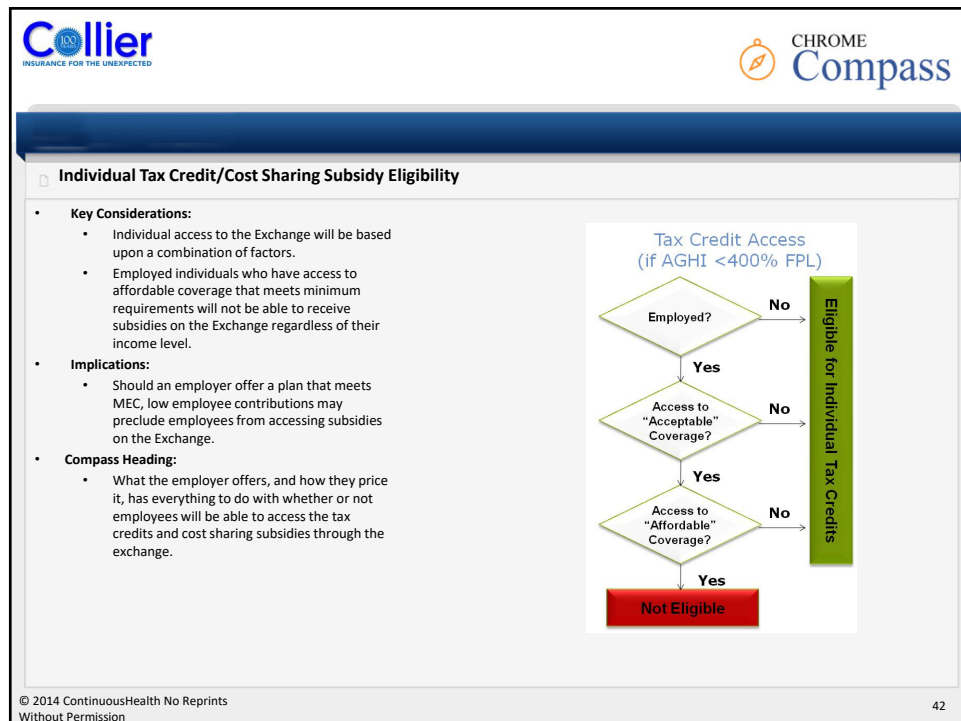 Collier
100
YEARS
INSURANCE FOR THE UNEXPECTED
CHROME
Compass
Individual Tax Credit/Cost Sharing Subsidy Eligibility
• Key Considerations:
• Individual access to the Exchange will be based
upon a combination of factors.
• Employed individuals who have access to
affordable coverage that meets minimum
requirements will not be able to receive
subsidies on the Exchange regardless of their
income level.
• Implications:
• Should an employer offer a plan that meets
MEC, low employee contributions may
preclude employees from accessing subsidies
on the Exchange.
• Compass Heading:
• What the employer offers, and how they price
it, has everything to do with whether or not
employees will be able to access the tax
credits and cost sharing subsidies through the
exchange.
Tax Credit Access
(if AGHI <400% FPL)
Employed?
No
Yes
Access to
“Acceptable”
Coverage?
No
Yes
Access to
“Affordable”
Coverage?
No
Yes
Not Eligible
Eligible for Individual Tax Credits
© 2014 ContinuousHealth No Reprints
Without Permission
42